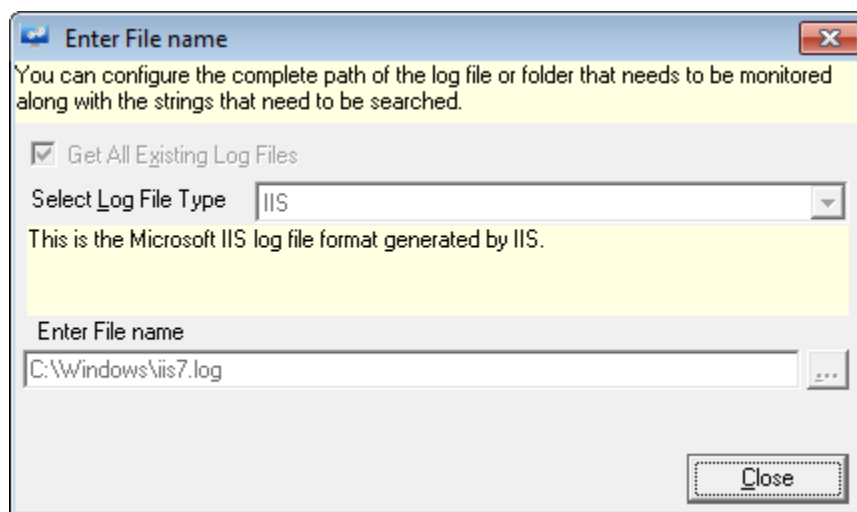 Enter File name
You can configure the complete path of the log file or folder that needs to be monitored
along with the strings that need to be searched.
Get All Existing Log Files
Select Log File Type IIS
This is the Microsoft IIS log file format generated by IIS.
Enter File name
C:\Windows\iis7.log ...
Close